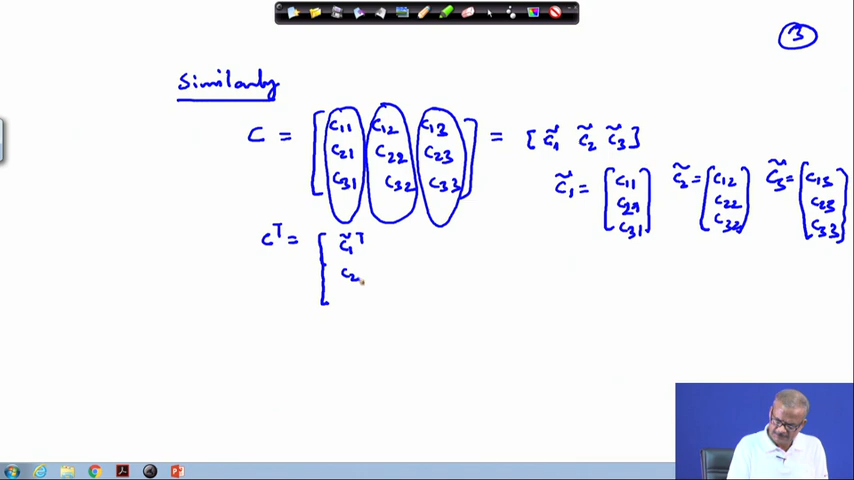 3
Similarly
C = [ c11 c12 c13 ] = [ c̃1 c̃2 c̃3 ]
c21 c22 c23
c31 c32 c33
c̃1 = [ c11 c̃2 = [ c12 c̃3 = [ c13
c21 c22 c23
c31 ] c32 ] c33 ]
C^T = [ c̃1^T
c2